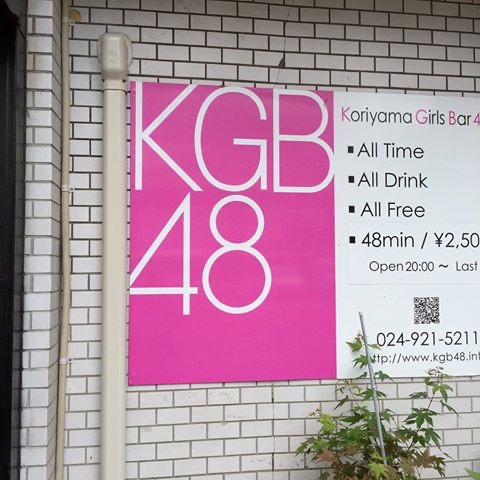 KGB
48
Koriyama Girls Bar 4
▪ All Time
▪ All Drink
▪ All Free
▪ 48min / ¥2,50
Open 20:00 ～ Last
024-921-5211
http://www.kgb48.inf